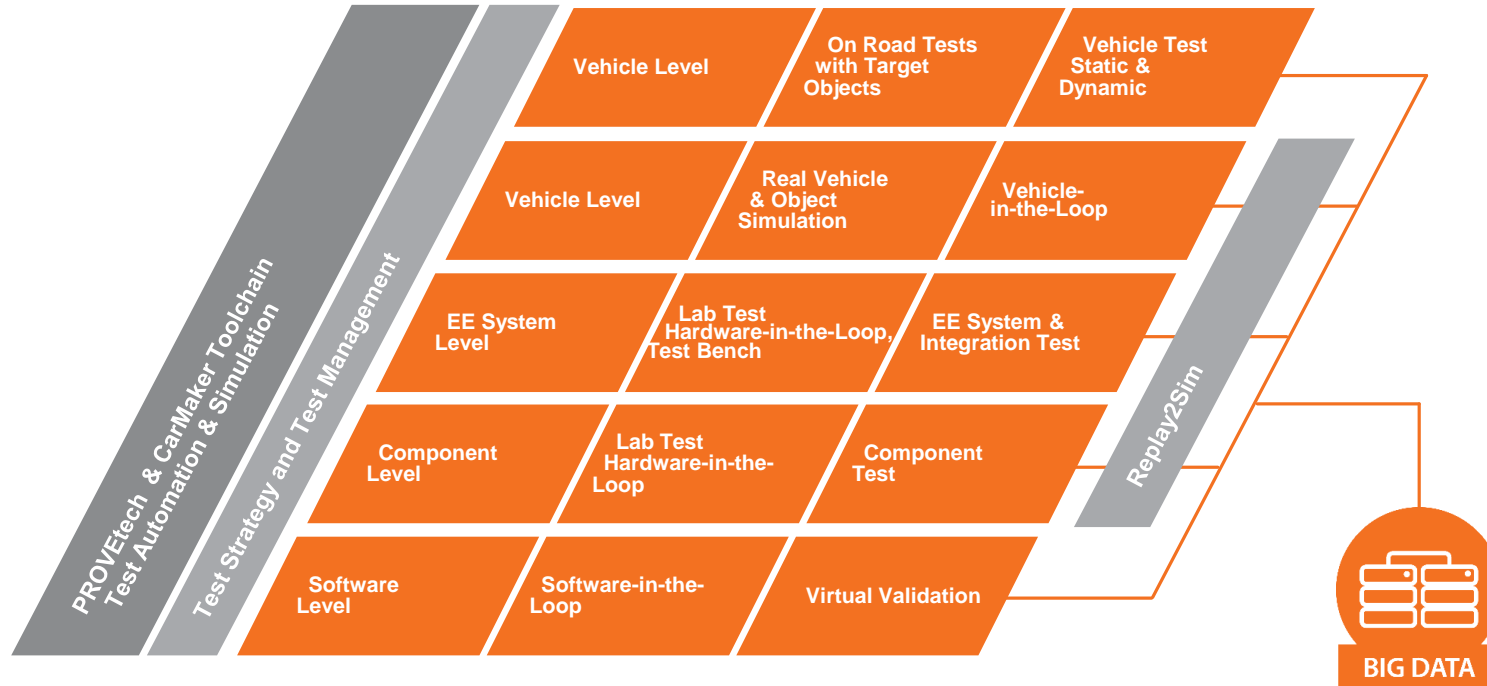 PROVEtech & CarMaker Toolchain
Test Automation & Simulation
Test Strategy and Test Management
Vehicle Level
On Road Tests
with Target
Objects
Vehicle Test
Static &
Dynamic
Vehicle Level
Real Vehicle
& Object
Simulation
Vehicle-
in-the-Loop
EE System
Level
Lab Test
Hardware-in-the-Loop,
Test Bench
EE System &
Integration Test
Component
Level
Lab Test
Hardware-in-the-
Loop
Component
Test
Software
Level
Software-in-the-
Loop
Virtual Validation
Replay2Sim
BIG DATA